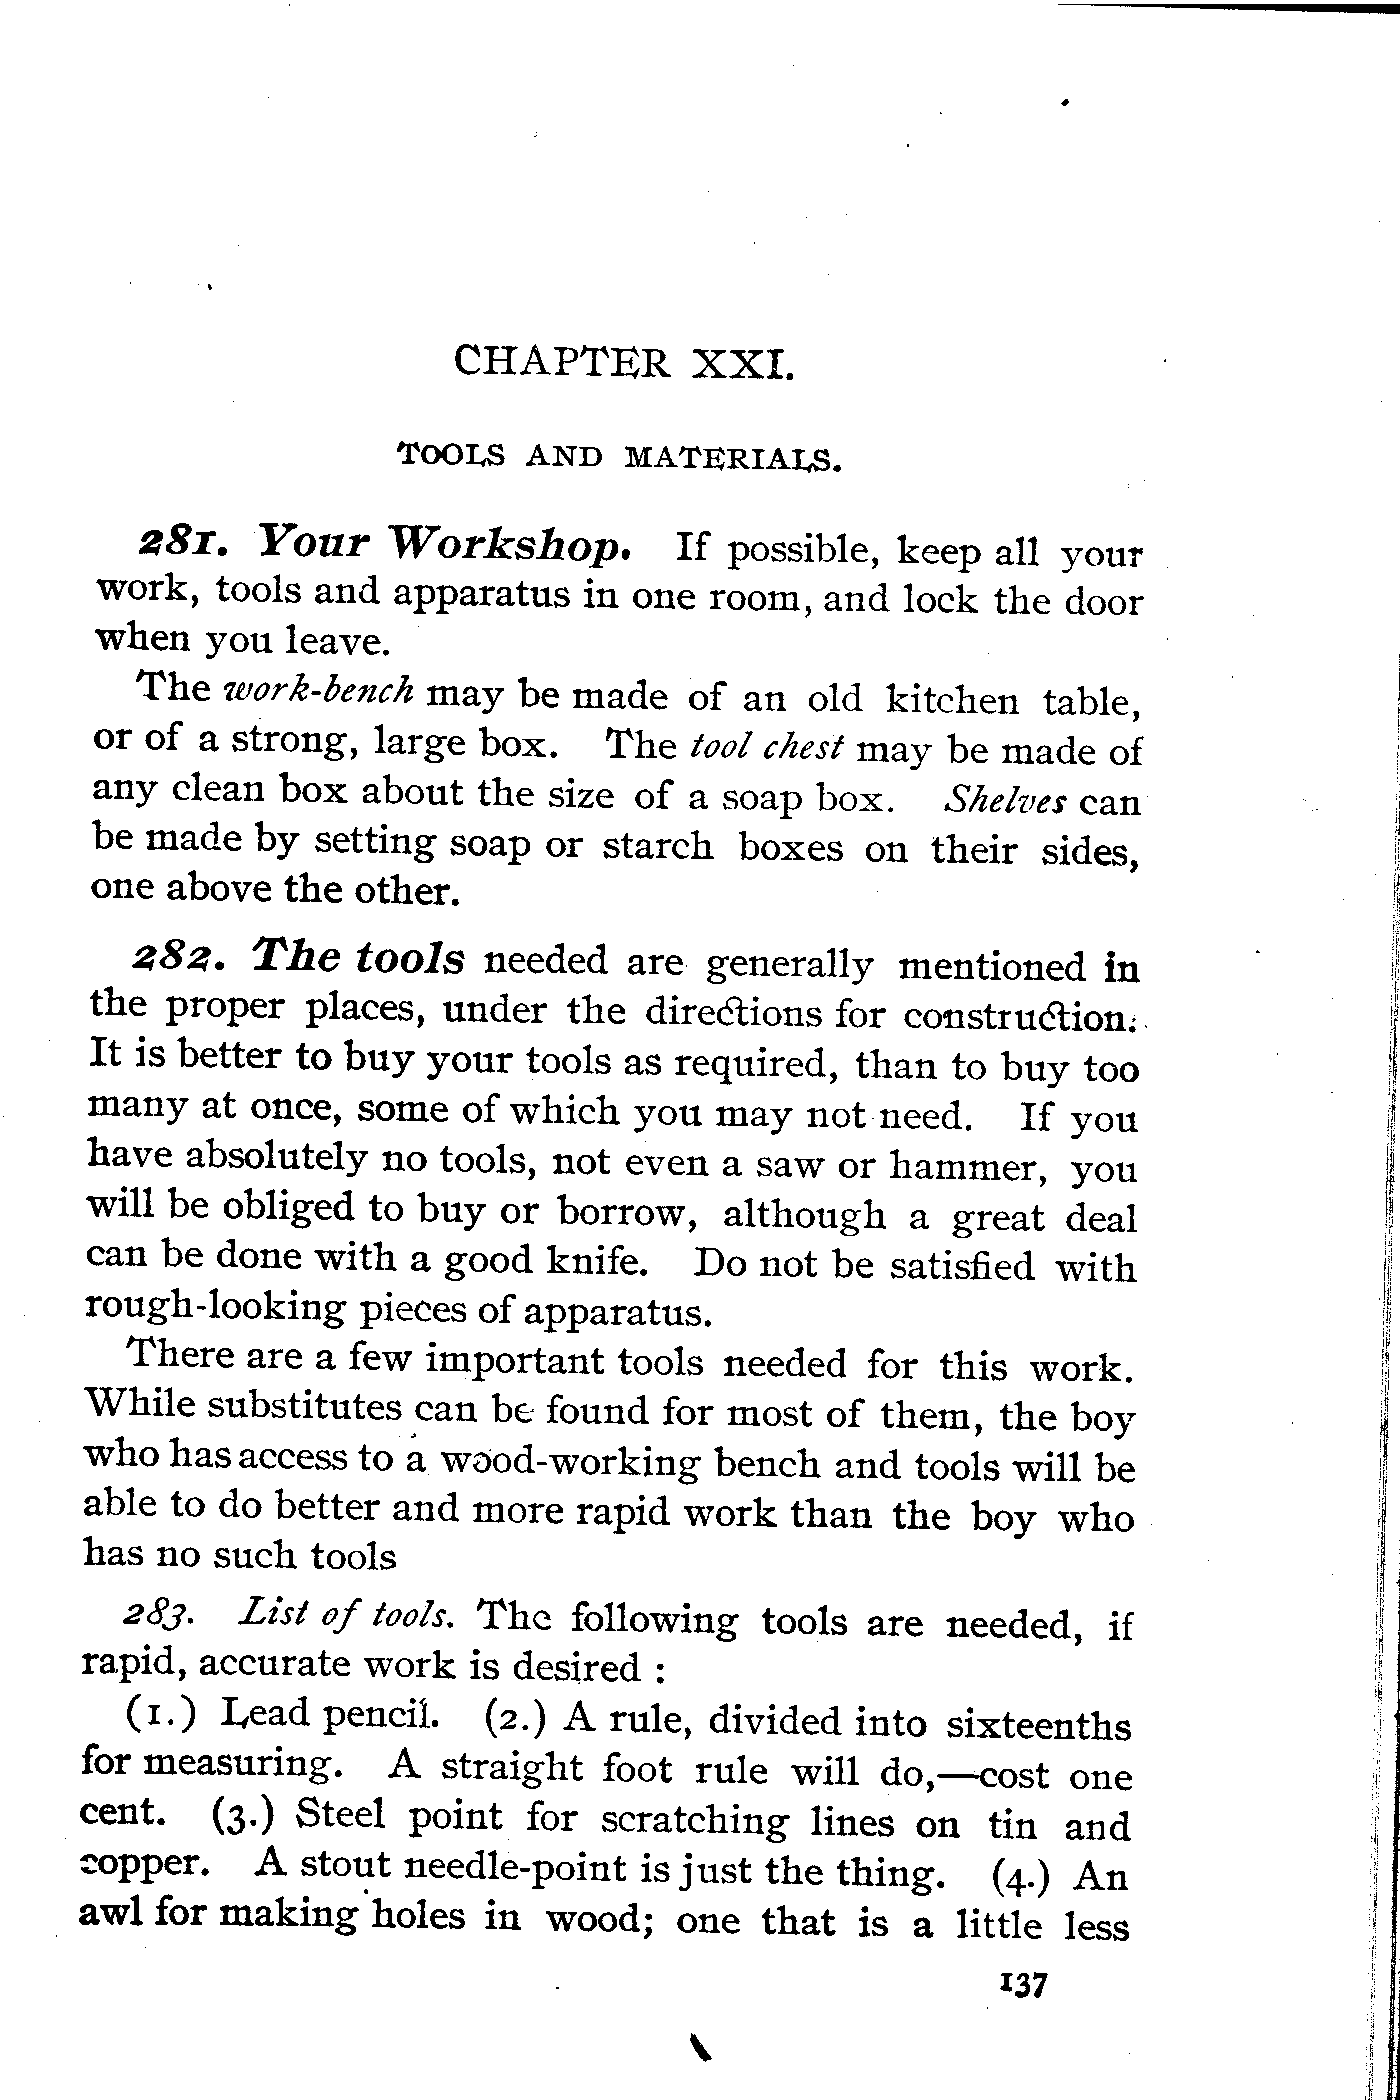 CHAPTER XXI.
TOOLS AND MATERIALS.
281. Your Workshop. If possible, keep all your
work, tools and apparatus in one room, and lock the door
when you leave.
The work-bench may be made of an old kitchen table,
or of a strong, large box. The tool chest may be made of
any clean box about the size of a soap box. Shelves can
be made by setting soap or starch boxes on their sides,
one above the other.
282. The tools needed are generally mentioned in
the proper places, under the directions for construction.
It is better to buy your tools as required, than to buy too
many at once, some of which you may not need. If you
have absolutely no tools, not even a saw or hammer, you
will be obliged to buy or borrow, although a great deal
can be done with a good knife. Do not be satisfied with
rough-looking pieces of apparatus.
There are a few important tools needed for this work.
While substitutes can be found for most of them, the boy
who has access to a wood-working bench and tools will be
able to do better and more rapid work than the boy who
has no such tools
283. List of tools. The following tools are needed, if
rapid, accurate work is desired :
(1.) Lead pencil. (2.) A rule, divided into sixteenths
for measuring. A straight foot rule will do,—cost one
cent. (3.) Steel point for scratching lines on tin and
copper. A stout needle-point is just the thing. (4.) An
awl for making holes in wood; one that is a little less
137